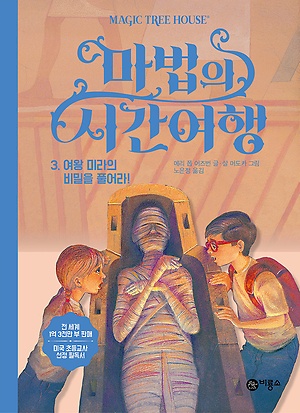 MAGIC TREE HOUSE®
마법의
시간여행
3. 여왕 미라의
비밀을 풀어라!
메리 폽 어즈번 글, 살 머도카 그림
노은정 옮김
전 세계
1억 3천만 부 판매
미국 초등교사
선정 필독서
비룡소